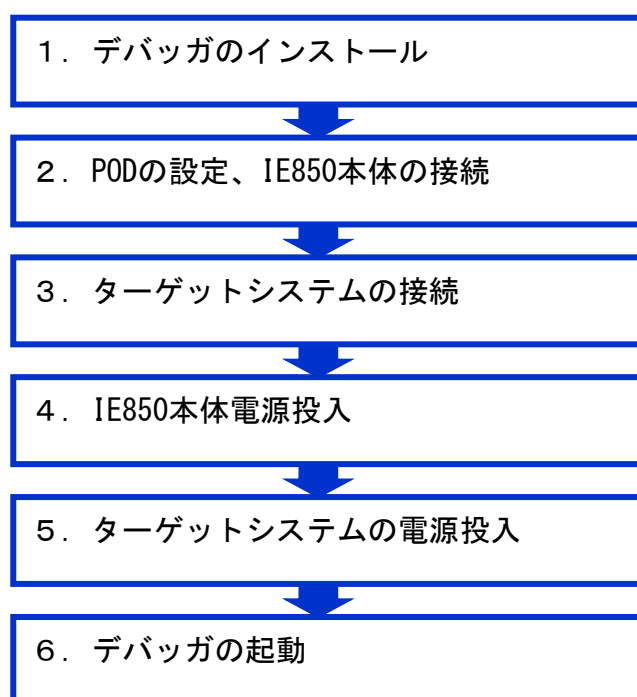 １．デバッガのインストール
２．PODの設定、IE850本体の接続
３．ターゲットシステムの接続
４．IE850本体電源投入
５．ターゲットシステムの電源投入
６．デバッガの起動